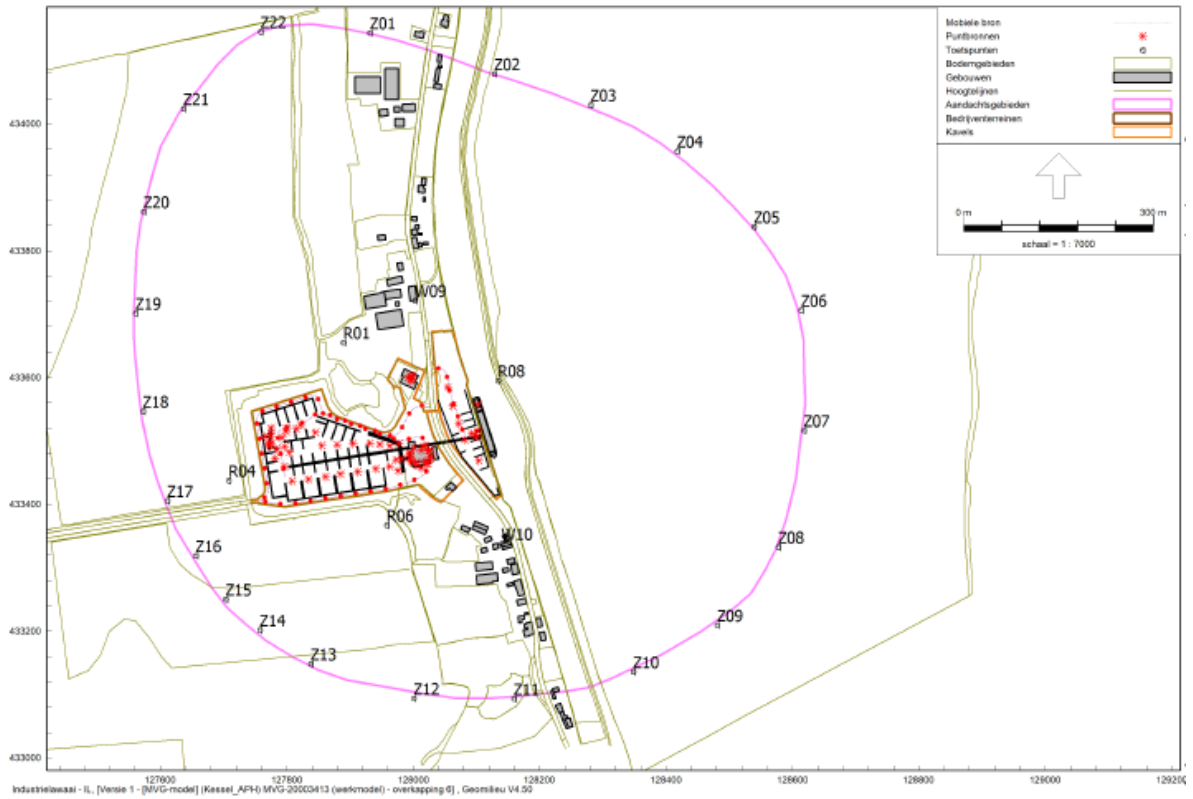 Z22
Z01
Z02
Z03
Z04
Z05
Z06
Z07
Z08
Z09
Z10
Z11
Z12
Z13
Z14
Z15
Z16
Z17
Z18
Z19
Z20
Z21
W09
R01
R08
R04
R06
W10
Mobiele bron
Puntbronnen
Toetspunten
Bodemgebieden
Gebouwen
Hoogtelijnen
Aandachtsgebieden
Bedrijventerreinen
Kavels
0 m 300 m
schaal = 1 : 7000
434000
433800
433600
433400
433200
433000
127600 127800 128000 128200 128400 128600 128800 129000 129200
Industrielawaai - IL, [Versie 1 - [MVG-model] (Kessel_APH) MVG-20003413 (werkmodel) - overkapping 6] , Geomilieu V4.50